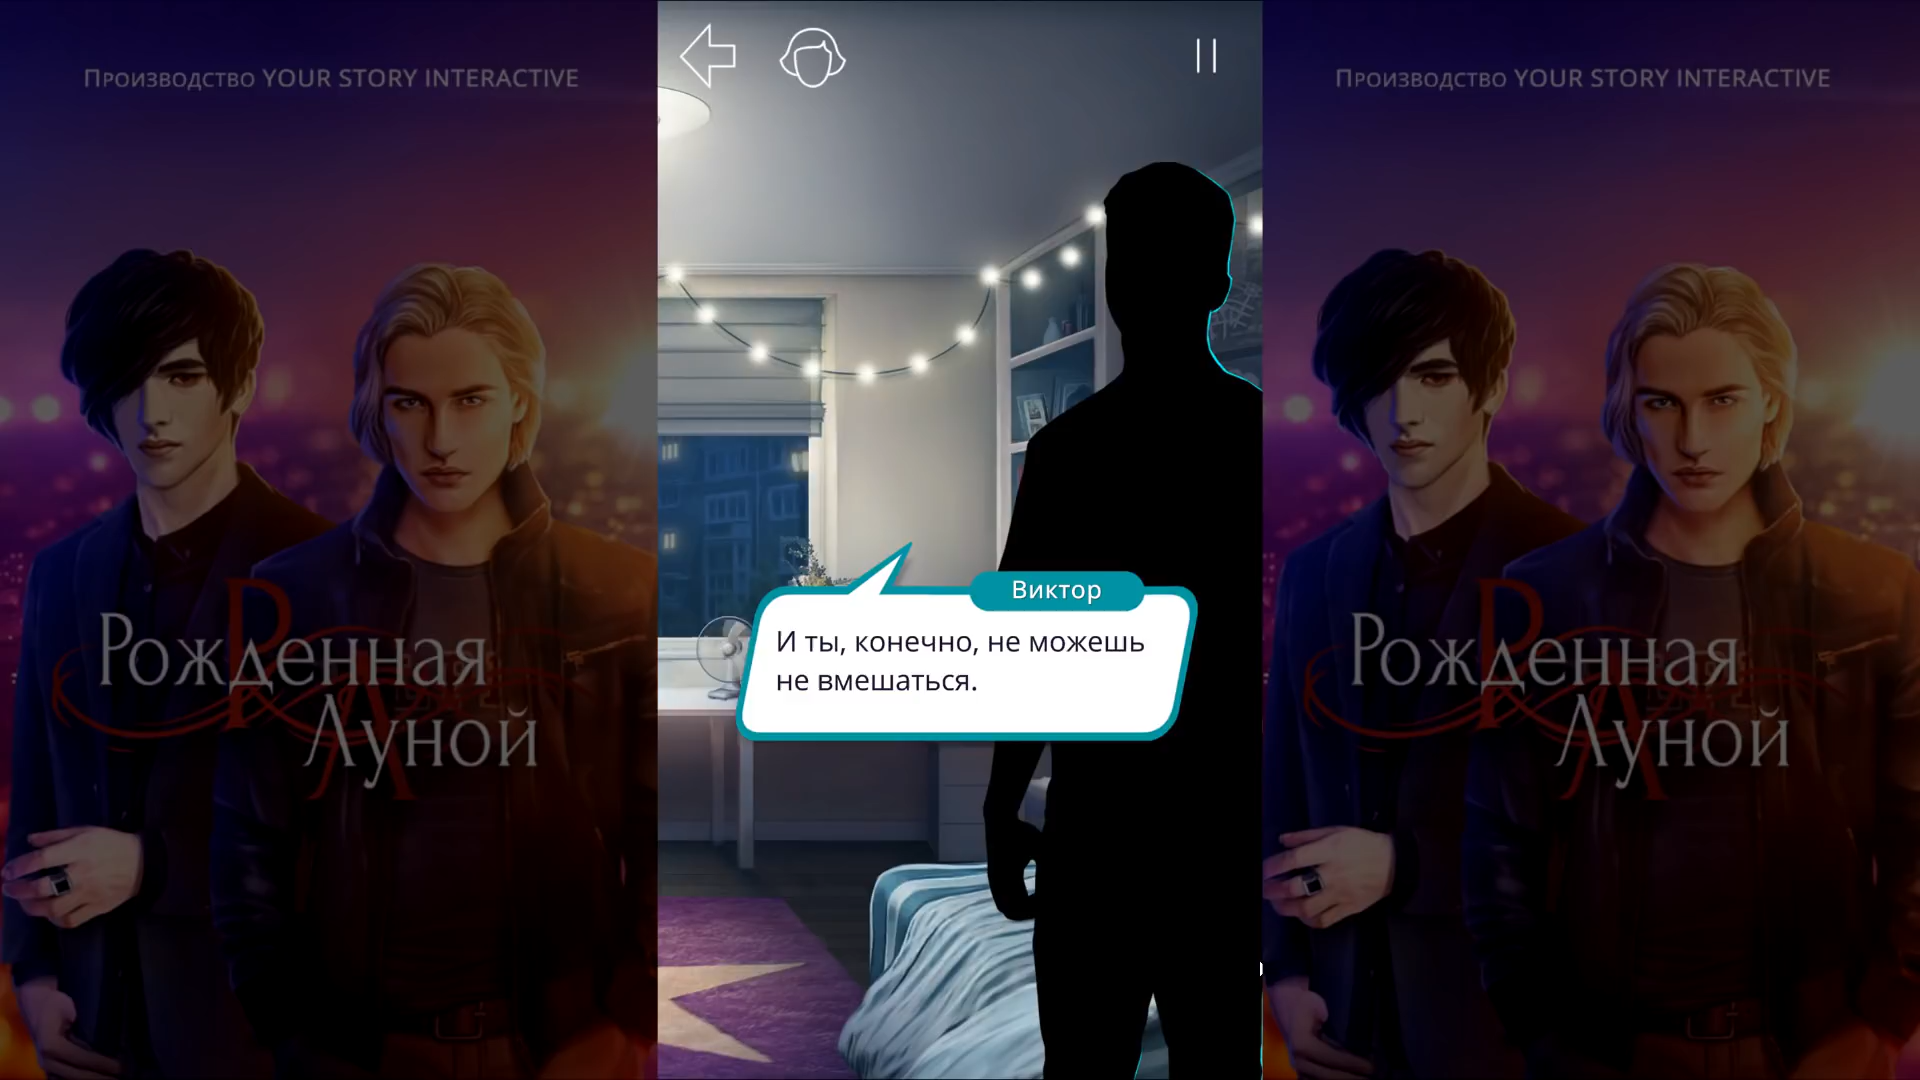 Производство YOUR STORY INTERACTIVE
Рожденная
Луной
Виктор
И ты, конечно, не можешь
не вмешаться.
Производство YOUR STORY INTERACTIVE
Рожденная
Луной